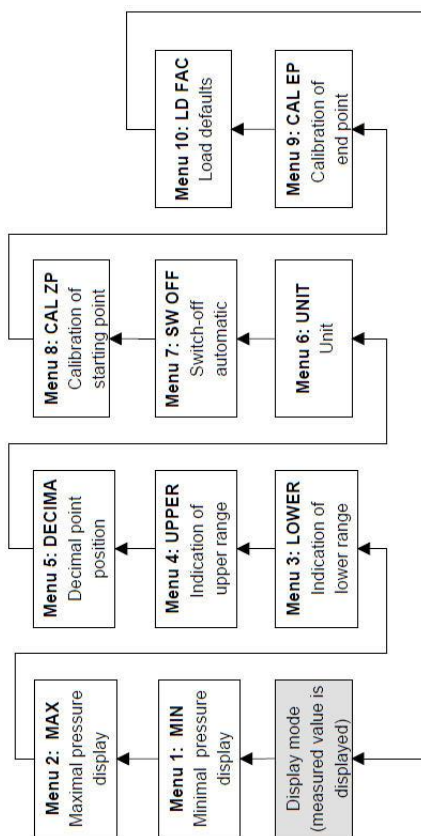 Display mode
(measured value is
displayed)
Menu 1: MIN
Minimal pressure
display
Menu 2: MAX
Maximal pressure
display
Menu 3: LOWER
Indication of
lower range
Menu 4: UPPER
Indication of
upper range
Menu 5: DECIMA
Decimal point
position
Menu 6: UNIT
Unit
Menu 7: SW OFF
Switch-off
automatic
Menu 8: CAL ZP
Calibration of
starting point
Menu 9: CAL EP
Calibration of
end point
Menu 10: LD FAC
Load defaults